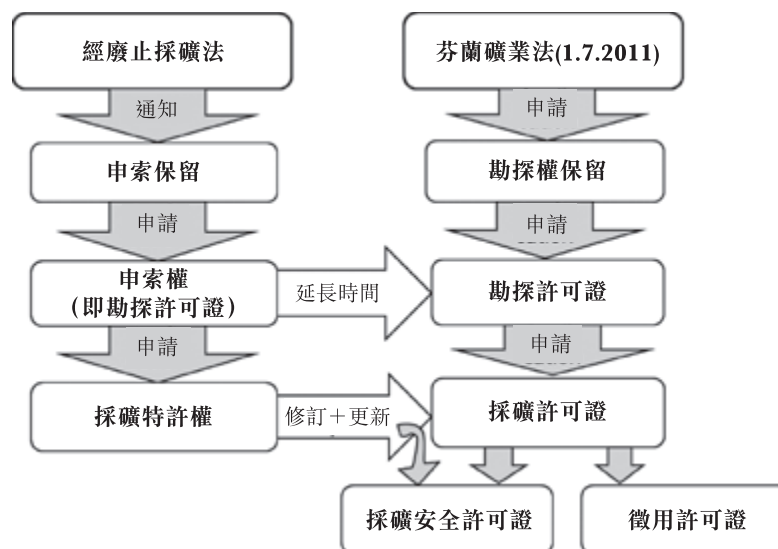 經廢止採礦法
芬蘭礦業法(1.7.2011)
通知
申請
申索保留
勘探權保留
申請
申請
申索權
(即勘探許可證)
延長時間
勘探許可證
申請
申請
採礦特許權
修訂＋更新
採礦許可證
採礦安全許可證
徵用許可證